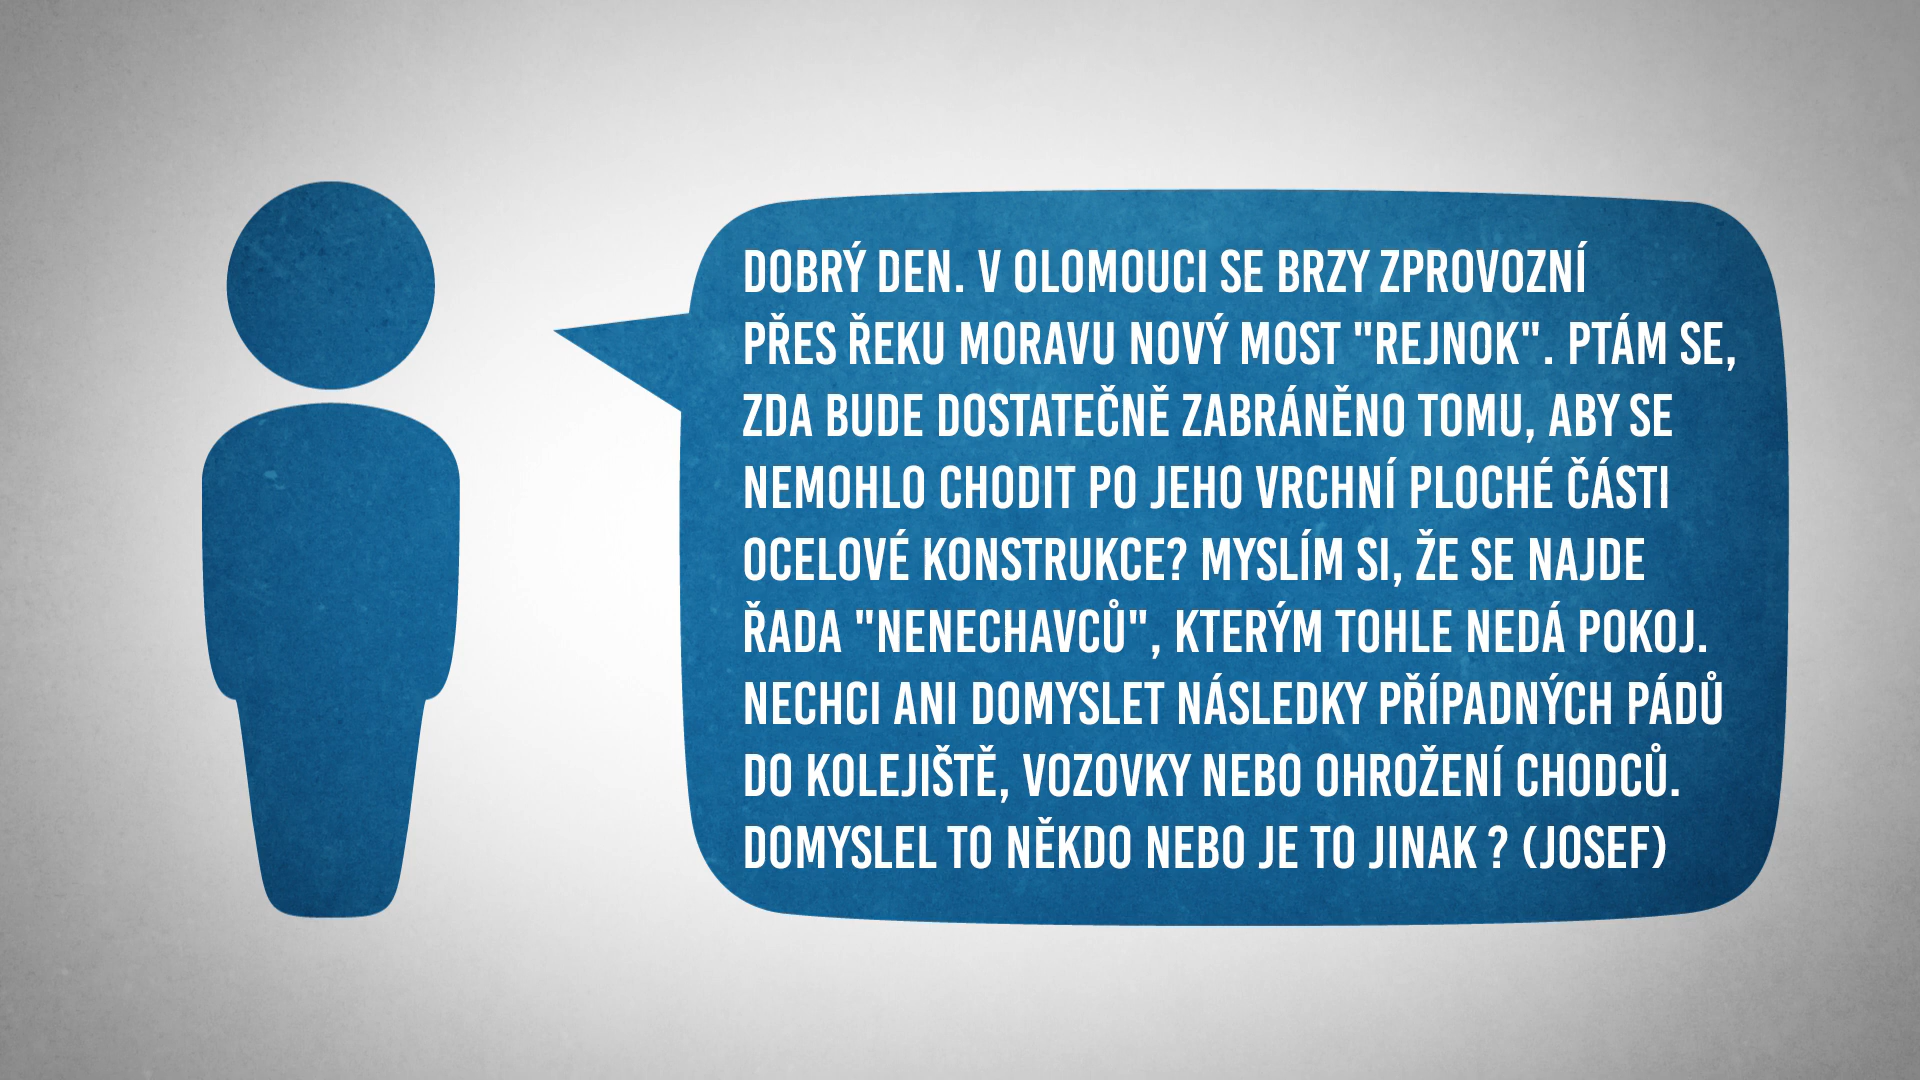 DOBRÝ DEN. V OLOMOUCI SE BRZY ZPROVOZNÍ
PŘES ŘEKU MORAVU NOVÝ MOST "REJNOK". PTÁM SE,
ZDA BUDE DOSTATEČNĚ ZABRÁNĚNO TOMU, ABY SE
NEMOHLO CHODIT PO JEHO VRCHNÍ PLOCHÉ ČÁSTI
OCELOVÉ KONSTRUKCE? MYSLÍM SI, ŽE SE NAJDE
ŘADA "NENECHAVCŮ", KTERÝM TOHLE NEDÁ POKOJ.
NECHCI ANI DOMYSLET NÁSLEDKY PŘÍPADNÝCH PÁDŮ
DO KOLEJIŠTĚ, VOZOVKY NEBO OHROŽENÍ CHODCŮ.
DOMYSLEL TO NĚKDO NEBO JE TO JINAK ? (JOSEF)